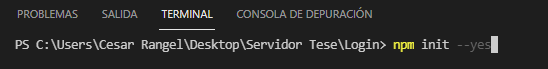 PROBLEMAS SALIDA TERMINAL CONSOLA DE DEPURACIÓN
PS C:\Users\Cesar Rangel\Desktop\Servidor Tese\Login> npm init --yes